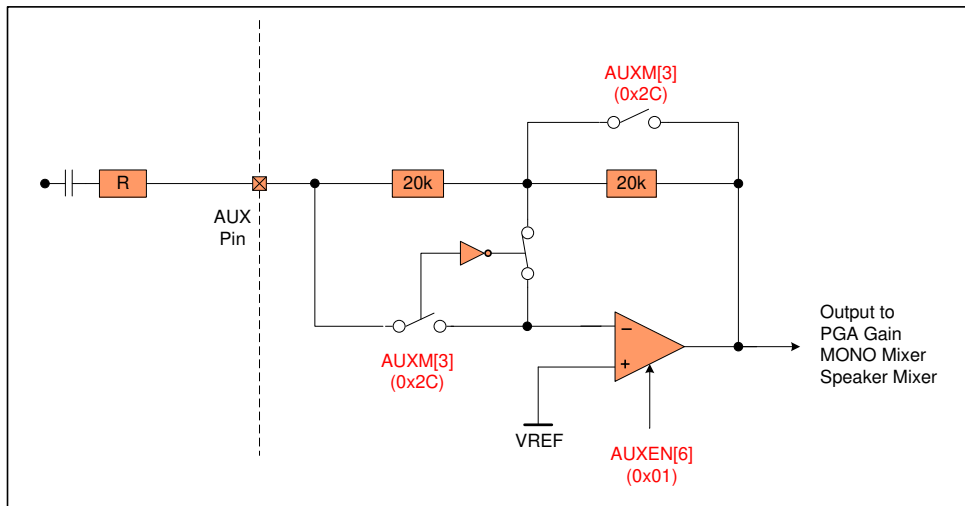 AUXM[3]
(0x2C)
R
20k
20k
AUX
Pin
AUXM[3]
(0x2C)
−
+
VREF
AUXEN[6]
(0x01)
Output to
PGA Gain
MONO Mixer
Speaker Mixer